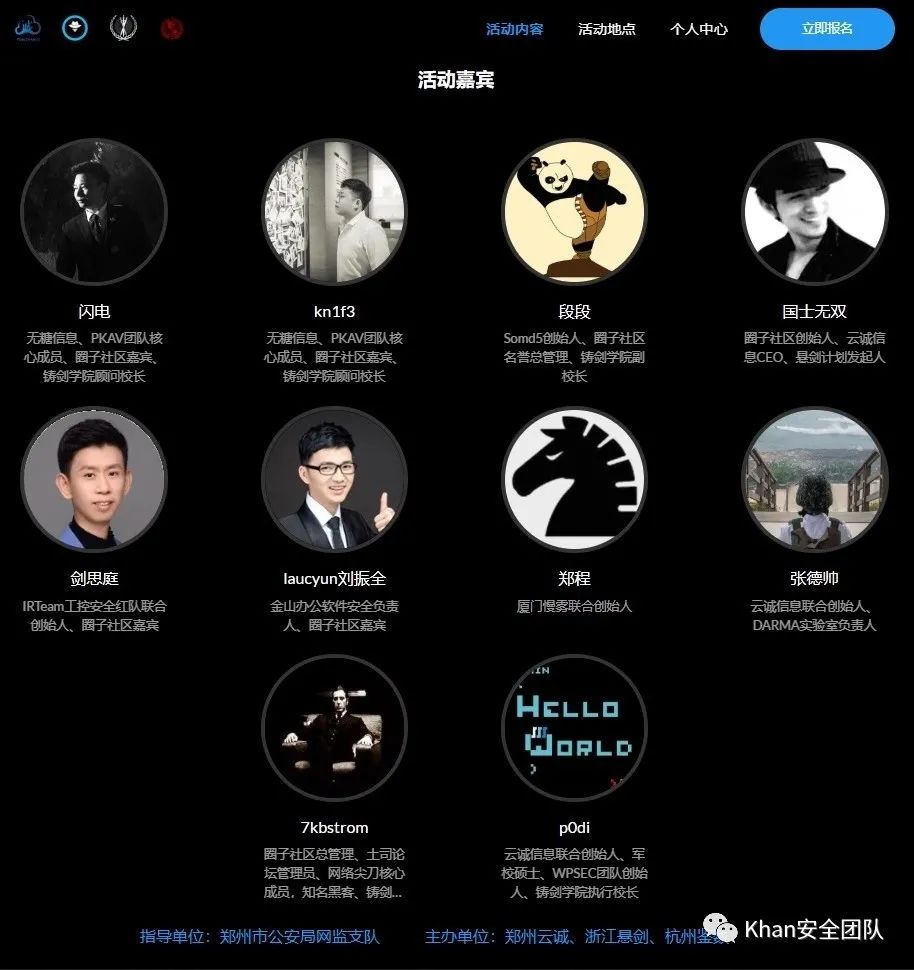 活动内容 活动地点 个人中心 立即报名
活动嘉宾
闪电
无糖信息、PKAV团队核
心成员、圈子社区嘉宾、
铸剑学院顾问校长
kn1f3
无糖信息、PKAV团队核
心成员、圈子社区嘉宾、
铸剑学院顾问校长
段段
Somd5创始人、圈子社区
名誉总管理、铸剑学院副
校长
国士无双
圈子社区创始人、云诚信
息CEO、悬剑计划发起人
剑思庭
IRTeam工控安全红队联合
创始人、圈子社区嘉宾
laucyun刘振全
金山办公软件安全负责
人、圈子社区嘉宾
郑程
厦门慢雾联合创始人
张德帅
云诚信息联合创始人、
DARMA实验室负责人
HELLO
WORLD
7kbstrom
圈子社区总管理、土司论
坛管理员、网络尖刀核心
成员，知名黑客、铸剑...
p0di
云诚信息联合创始人、军
校硕士、WPSEC团队创始
人、铸剑学院执行校长
指导单位：郑州市公安局网监支队 主办单位：郑州云诚、浙江悬剑、杭州鉴
Khan安全团队